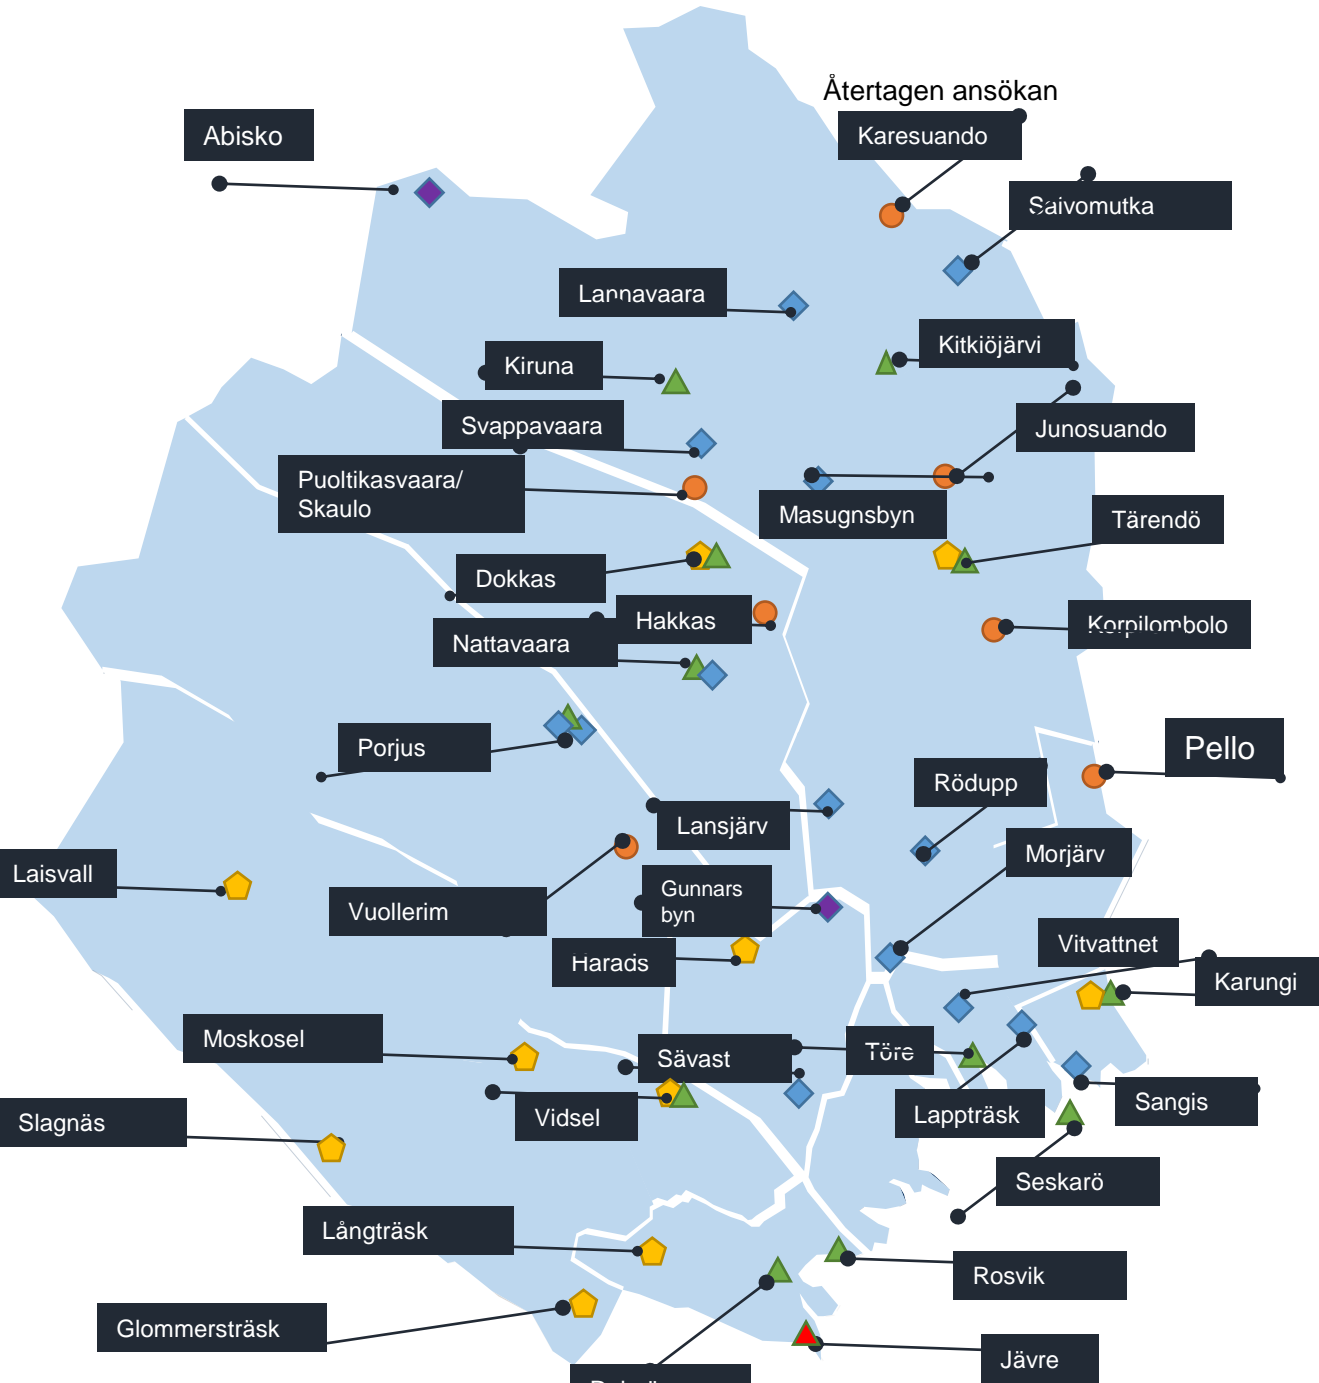 Återtagen ansökan
Abisko
Karesuando
Saivomutka
Lannavaara
Kitkiöjärvi
Kiruna
Svappavaara
Junosuando
Puoltikasvaara/
Skaulo
Masugnsbyn
Tärendö
Dokkas
Hakkas
Korpilombolo
Nattavaara
Porjus
Pello
Rödupp
Lansjärv
Morjärv
Laisvall
Gunnars
byn
Vuollerim
Vitvattnet
Harads
Karungi
Moskosel
Sävast
Töre
Sangis
Lappträsk
Vidsel
Slagnäs
Seskarö
Långträsk
Rosvik
Glommersträsk
Jävre